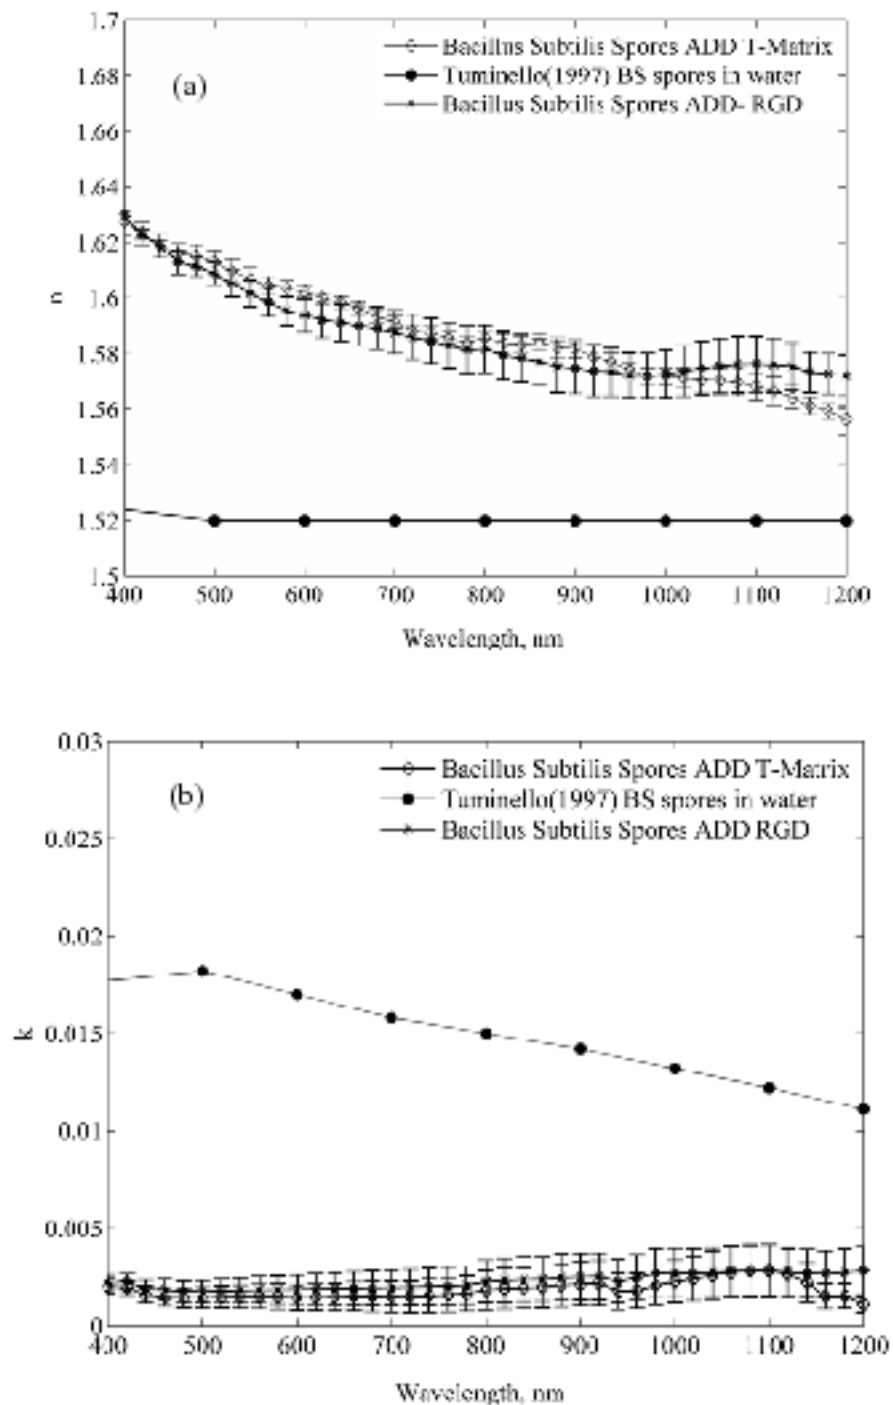 1.7
Bacillus Subtilis Spores ADD T-Matrix
1.68
(a)
Tuminello(1997) BS spores in water
Bacillus Subtilis Spores ADD- RGD
1.66
1.64
1.62
n
1.6
1.58
1.56
1.54
1.52
1.5
400 500 600 700 800 900 1000 1100 1200
Wavelength, nm
0.03
Bacillus Subtilis Spores ADD T-Matrix
(b)
Tuminello(1997) BS spores in water
Bacillus Subtilis Spores ADD RGD
0.025
0.02
k
0.015
0.01
0.005
0
400 500 600 700 800 900 1000 1100 1200
Wavelength, nm